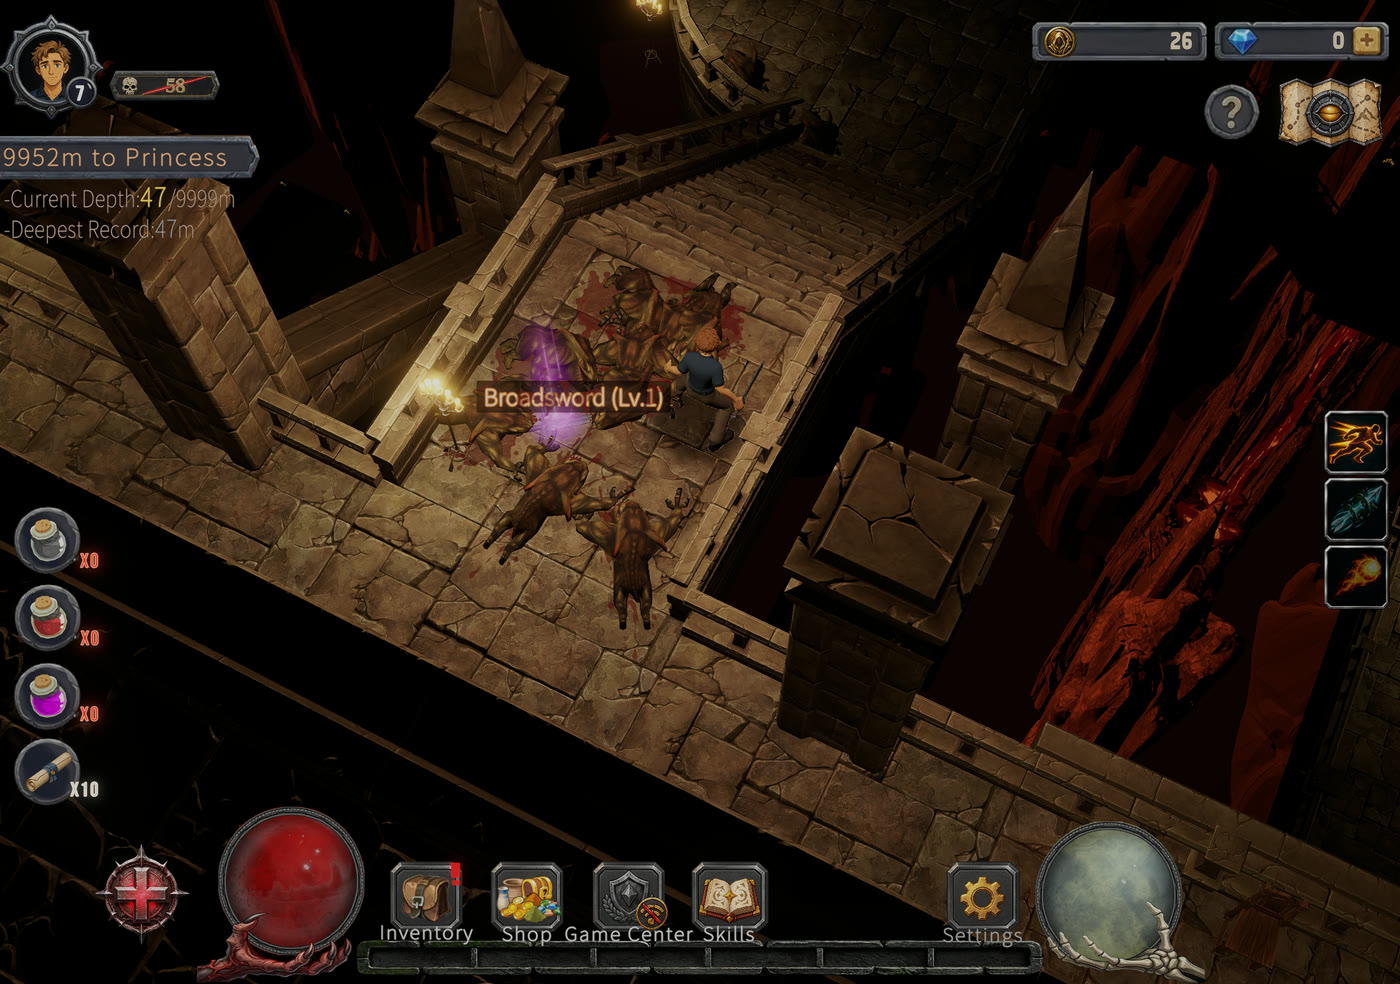 26
0
7
58
9952m to Princess
-Current Depth:47/9999m
-Deepest Record:47m
Broadsword (Lv.1)
X0
X0
X0
X10
Inventory
Shop
Game Center
Skills
Settings